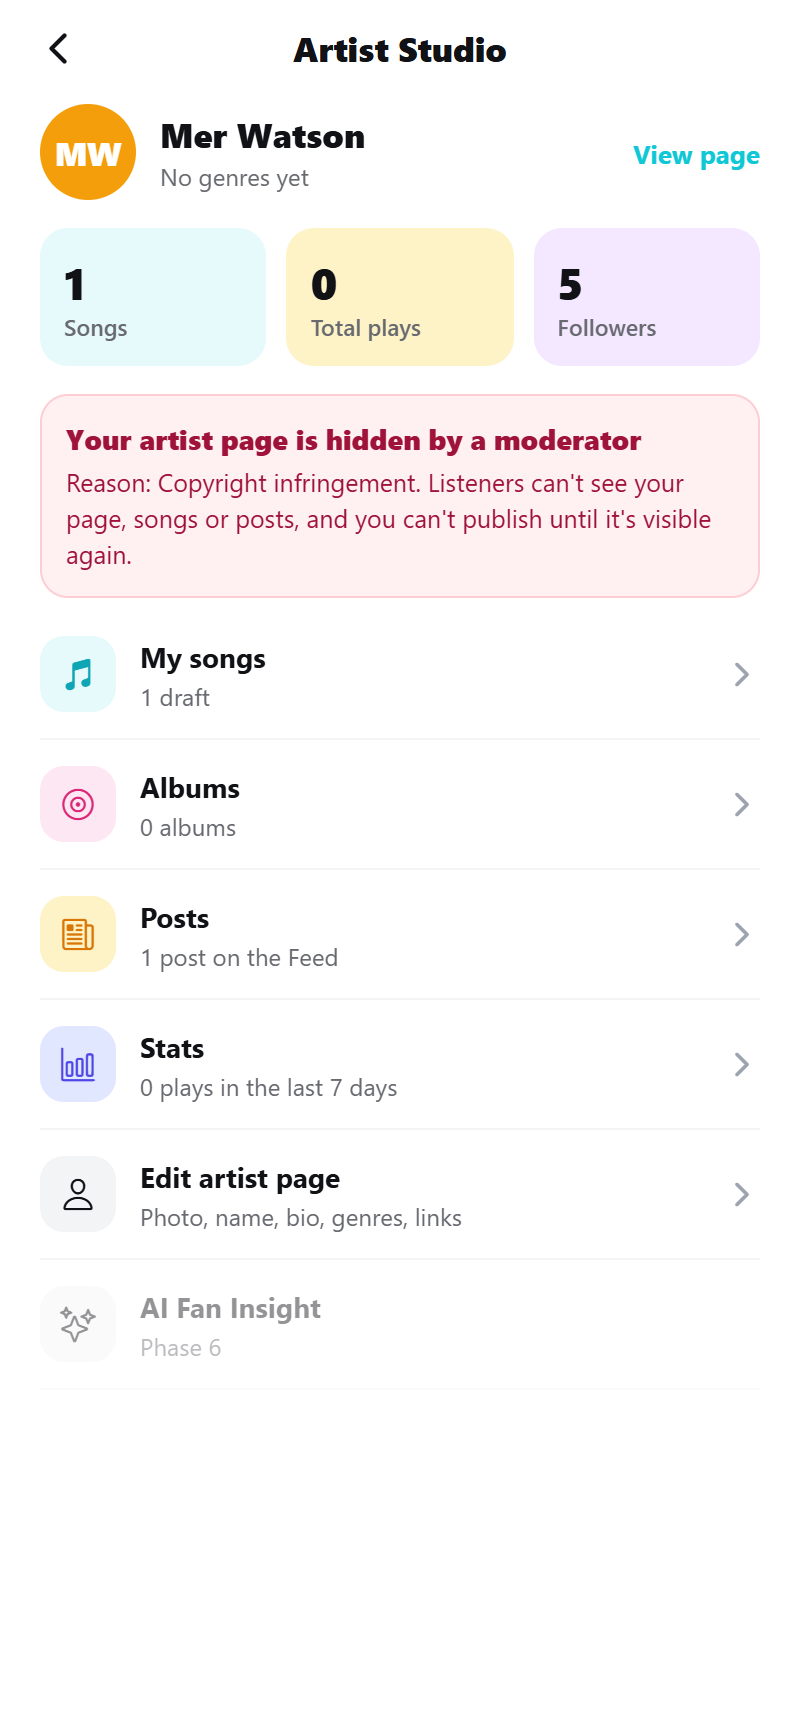 Artist Studio
MW
Mer Watson
No genres yet
View page
1
Songs
0
Total plays
5
Followers
Your artist page is hidden by a moderator
Reason: Copyright infringement. Listeners can't see your
page, songs or posts, and you can't publish until it's visible
again.
My songs
1 draft
Albums
0 albums
Posts
1 post on the Feed
Stats
0 plays in the last 7 days
Edit artist page
Photo, name, bio, genres, links
AI Fan Insight
Phase 6